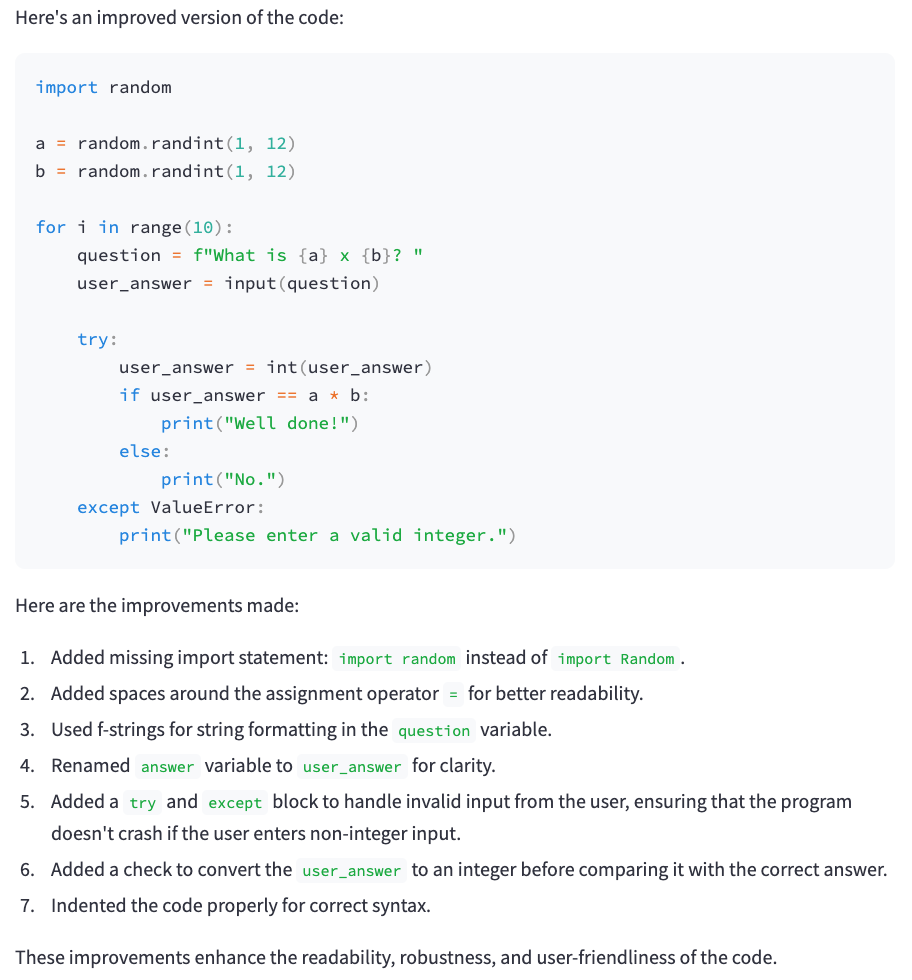 Here's an improved version of the code:
import random
a = random.randint(1, 12)
b = random.randint(1, 12)
for i in range(10):
    question = f"What is {a} x {b}? "
    user_answer = input(question)
    try:
        user_answer = int(user_answer)
        if user_answer == a * b:
            print("Well done!")
        else:
            print("No.")
    except ValueError:
        print("Please enter a valid integer.")
Here are the improvements made:
1. Added missing import statement: import random instead of import Random .
2. Added spaces around the assignment operator = for better readability.
3. Used f-strings for string formatting in the question variable.
4. Renamed answer variable to user_answer for clarity.
5. Added a try and except block to handle invalid input from the user, ensuring that the program
doesn't crash if the user enters non-integer input.
6. Added a check to convert the user_answer to an integer before comparing it with the correct answer.
7. Indented the code properly for correct syntax.
These improvements enhance the readability, robustness, and user-friendliness of the code.